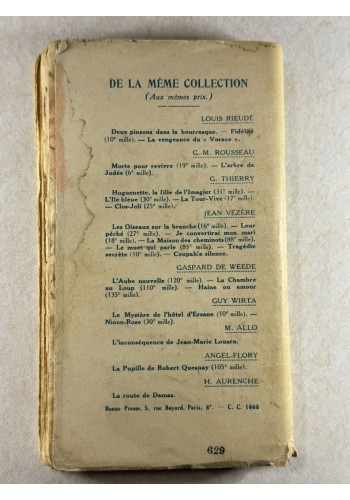 DE LA MÊME COLLECTION
(Aux mêmes prix.)
LOUIS RIEUDÉ
Deux pinsons dans la bourrasque. — Fidélité
(10e mille). — La vengeance du « Vorace ».
G.-M. ROUSSEAU
Morte pour revivre (19e mille). — L'arbre de
Judée (6e mille).
G. THIERRY
Huguenette, la fille de l'Imagier (31e mille). —
L'Ile bleue (30e mille). — La Tour-Vive (17e mille).
— Clos-Joli (25e mille).
JEAN VÉZÈRE
Les Oiseaux sur la branche (16e mille). — Leur
péché (27e mille). — Je convertirai mon mari
(18e mille). — La Maison des cheminots (88e mille).
— Le mort qui parle (85e mille). — Tragédie
secrète (10e mille). — Coupable silence.
GASPARD DE WEEDE
L'Aube nouvelle (120e mille). — La Chambre
au Loup (110e mille). — Haine ou amour
(135e mille).
GUY WIRTA
Le Mystère de l'hôtel d'Ersane (10e mille). —
Ninon-Rose (30e mille).
M. ALLO
L'inconséquence de Jean-Marie Louarn.
ANGEL-FLORY
La Pupille de Robert Quesnay (105e mille).
H. AURENCHE
La route de Damas.
Bonne Presse, 5, rue Bayard, Paris, 8e. — C. C. 1668
629